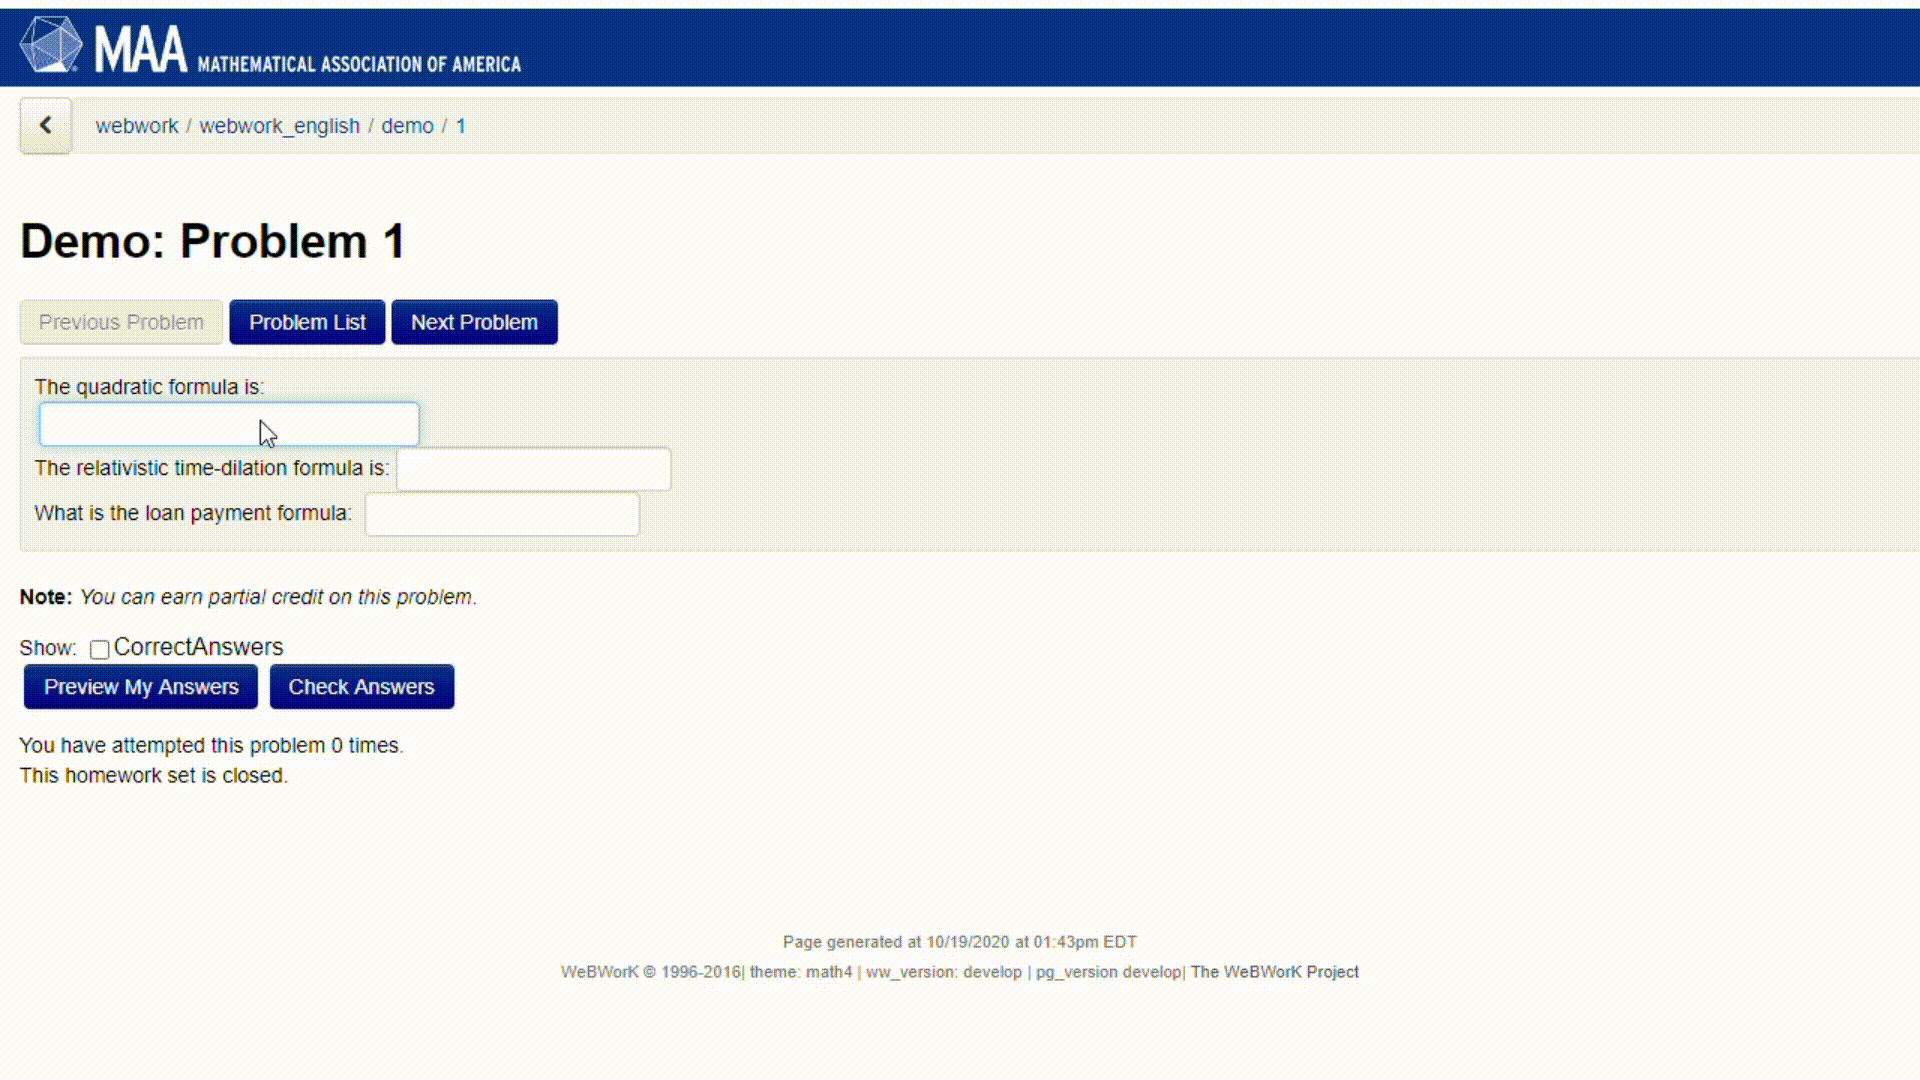 MAA MATHEMATICAL ASSOCIATION OF AMERICA
webwork / webwork_english / demo / 1
Demo: Problem 1
Previous Problem Problem List Next Problem
The quadratic formula is:
The relativistic time-dilation formula is:
What is the loan payment formula:
Note: You can earn partial credit on this problem.
Show: CorrectAnswers
Preview My Answers Check Answers
You have attempted this problem 0 times.
This homework set is closed.
Page generated at 10/19/2020 at 01:43pm EDT
WeBWorK © 1996-2016| theme: math4 | ww_version: develop | pg_version develop| The WeBWorK Project